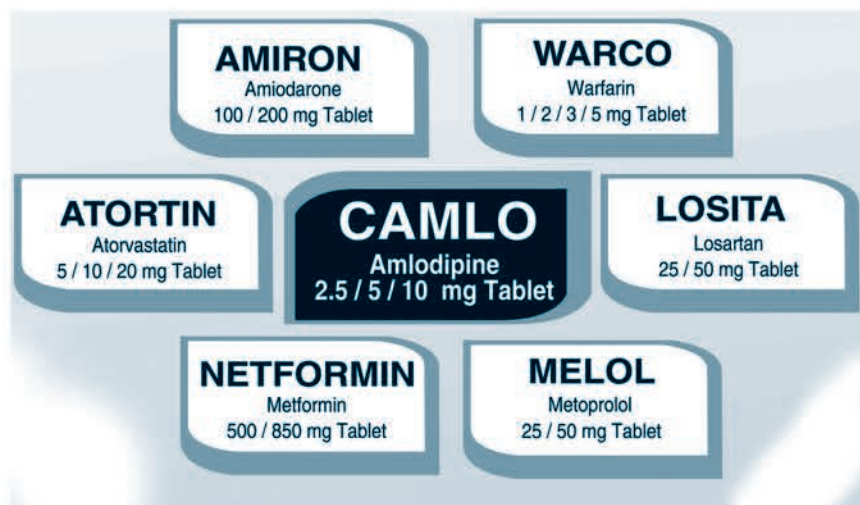 AMIRON
Amiodarone
100 / 200 mg Tablet
WARCO
Warfarin
1 / 2 / 3 / 5 mg Tablet
ATORTIN
Atorvastatin
5 / 10 / 20 mg Tablet
CAMLO
Amlodipine
2.5 / 5 / 10 mg Tablet
LOSITA
Losartan
25 / 50 mg Tablet
NETFORMIN
Metformin
500 / 850 mg Tablet
MELOL
Metoprolol
25 / 50 mg Tablet